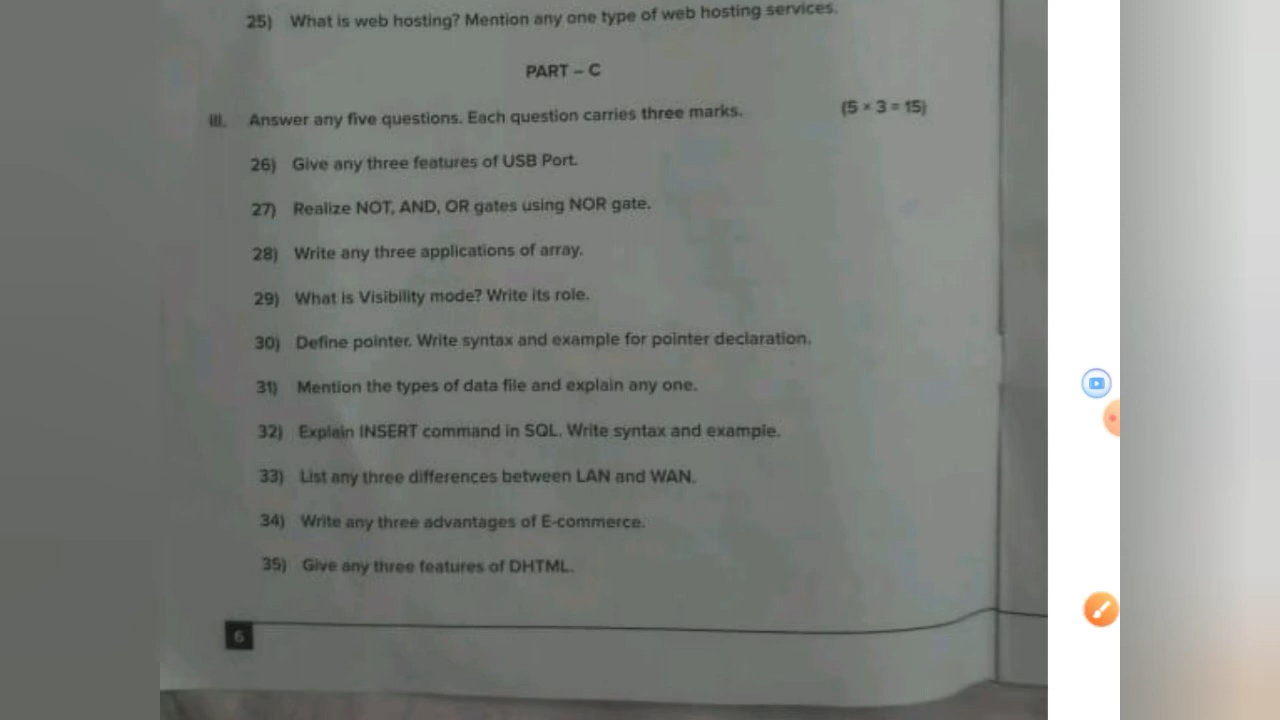 25) What is web hosting? Mention any one type of web hosting services.
PART – C
III. Answer any five questions. Each question carries three marks. (5 × 3 = 15)
26) Give any three features of USB Port.
27) Realize NOT, AND, OR gates using NOR gate.
28) Write any three applications of array.
29) What is Visibility mode? Write its role.
30) Define pointer. Write syntax and example for pointer declaration.
31) Mention the types of data file and explain any one.
32) Explain INSERT command in SQL. Write syntax and example.
33) List any three differences between LAN and WAN.
34) Write any three advantages of E-commerce.
35) Give any three features of DHTML.
6